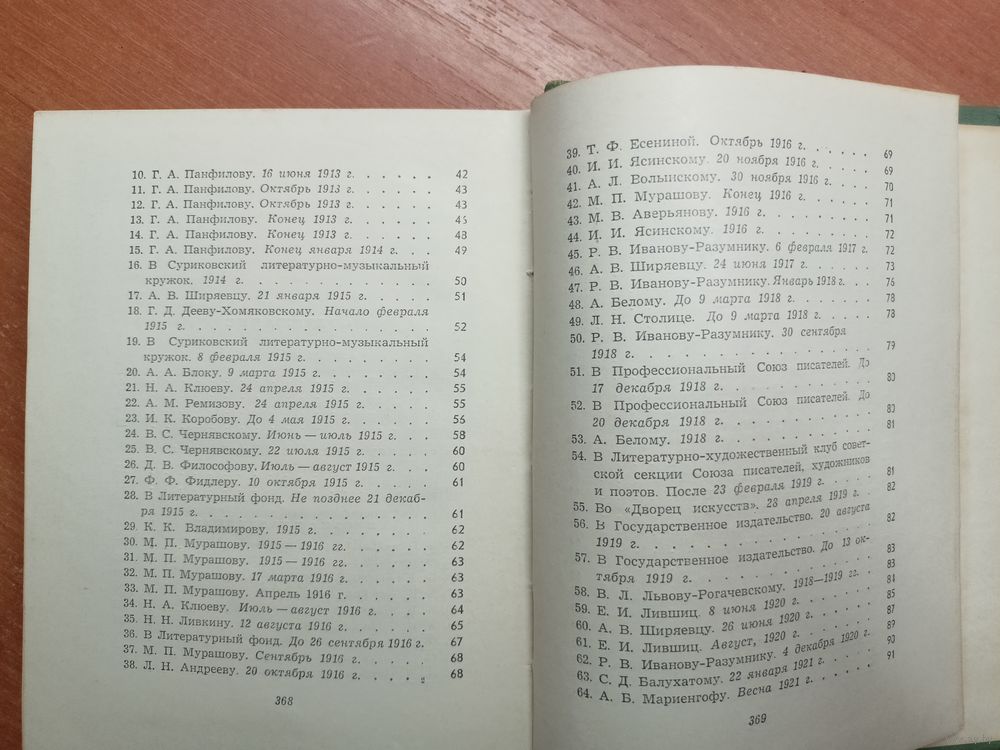 10. Г. А. Панфилову. 16 июня 1913 г. . . . . . . 42
11. Г. А. Панфилову. Октябрь 1913 г. . . . . . . 43
12. Г. А. Панфилову. Октябрь 1913 г. . . . . . . 43
13. Г. А. Панфилову. Конец 1913 г. . . . . . . 45
14. Г. А. Панфилову. Конец 1913 г. . . . . . . 48
15. Г. А. Панфилову. Конец января 1914 г. . . . 49
16. В Суриковский литературно-музыкальный
кружок. 1914 г. . . . . . . . . . . . 50
17. А. В. Ширяевцу. 21 января 1915 г. . . . . . 51
18. Г. Д. Дееву-Хомяковскому. Начало февраля
1915 г. . . . . . . . . . . . . . . 52
19. В Суриковский литературно-музыкальный
кружок. 8 февраля 1915 г. . . . . . . . . 54
20. А. А. Блоку. 9 марта 1915 г. . . . . . . . 54
21. Н. А. Клюеву. 24 апреля 1915 г. . . . . . . 55
22. А. М. Ремизову. 24 апреля 1915 г. . . . . . 55
23. И. К. Коробову. До 4 мая 1915 г. . . . . . 56
24. В. С. Чернявскому. Июнь — июль 1915 г. . . . 58
25. В. С. Чернявскому. 22 июля 1915 г. . . . . . 60
26. Д. В. Философову. Июль — август 1915 г. . . . 60
27. Ф. Ф. Фидлеру. 10 октября 1915 г. . . . . . 61
28. В Литературный фонд. Не позднее 21 декаб-
ря 1915 г. . . . . . . . . . . . . . 61
29. К. К. Владимирову. 1915 г. . . . . . . . . 62
30. М. П. Мурашову. 1915 — 1916 гг. . . . . . . 62
31. М. П. Мурашову. 1915 — 1916 гг. . . . . . . 63
32. М. П. Мурашову. 17 марта 1916 г. . . . . . 63
33. М. П. Мурашову. Апрель 1916 г. . . . . . . 63
34. Н. А. Клюеву. Июль — август 1916 г. . . . . 64
35. Н. Н. Ливкину. 12 августа 1916 г. . . . . . 65
36. В Литературный фонд. До 26 сентября 1916 г. 67
37. М. П. Мурашову. Сентябрь 1916 г. . . . . . 68
38. Л. Н. Андрееву. 20 октября 1916 г. . . . . . 68
368
39. Т. Ф. Есениной. Октябрь 1916 г. . . . . . 69
40. И. И. Ясинскому. 20 ноября 1916 г. . . . . 69
41. А. Л. Волынскому. 30 ноября 1916 г. . . . . 70
42. М. П. Мурашову. Конец 1916 г. . . . . . . 71
43. М. В. Аверьянову. 1916 г. . . . . . . . . 71
44. И. И. Ясинскому. 1916 г. . . . . . . . . 72
45. Р. В. Иванову-Разумнику. 6 февраля 1917 г. . 72
46. А. В. Ширяевцу. 24 июня 1917 г. . . . . . 73
47. Р. В. Иванову-Разумнику. Январь 1918 г. . . . 76
48. А. Белому. До 9 марта 1918 г. . . . . . . 78
49. Л. Н. Столице. До 9 марта 1918 г. . . . . . 78
50. Р. В. Иванову-Разумнику. 30 сентября
1918 г. . . . . . . . . . . . . . . 79
51. В Профессиональный Союз писателей. До
17 декабря 1918 г. . . . . . . . . . . 80
52. В Профессиональный Союз писателей. До
20 декабря 1918 г. . . . . . . . . . . 80
53. А. Белому. 1918 г. . . . . . . . . . . . 81
54. В Литературно-художественный клуб совет-
ской секции Союза писателей, художников
и поэтов. После 23 февраля 1919 г. . . . . 81
55. Во «Дворец искусств». 28 апреля 1919 г. . . 82
56. В Государственное издательство. 20 августа
1919 г. . . . . . . . . . . . . . . 82
57. В Государственное издательство. До 13 ок-
тября 1919 г. . . . . . . . . . . . . 83
58. В. Л. Львову-Рогачевскому. 1918—1919 гг. . . 83
59. Е. И. Лившиц. 8 июня 1920 г. . . . . . . 84
60. А. В. Ширяевцу. 26 июня 1920 г. . . . . . 85
61. Е. И. Лившиц. Август, 1920 г. . . . . . . 87
62. Р. В. Иванову-Разумнику. 4 декабря 1920 г. . 89
63. С. Д. Балухатому. 22 января 1921 г. . . . . 90
64. А. Б. Мариенгофу. Весна 1921 г. . . . . . 91
369